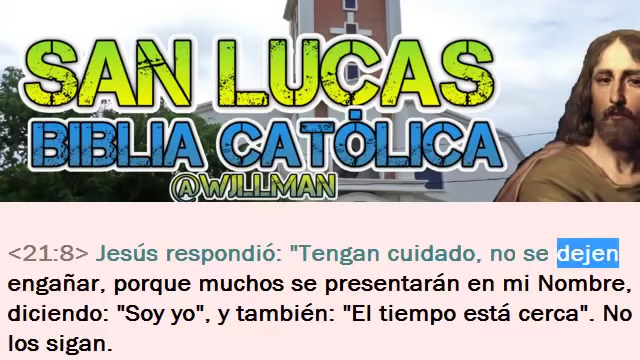 SAN LUCAS
BIBLIA CATÓLICA
@WJLLMAN
<21:8> Jesús respondió: "Tengan cuidado, no se dejen
engañar, porque muchos se presentarán en mi Nombre,
diciendo: "Soy yo", y también: "El tiempo está cerca". No
los sigan.